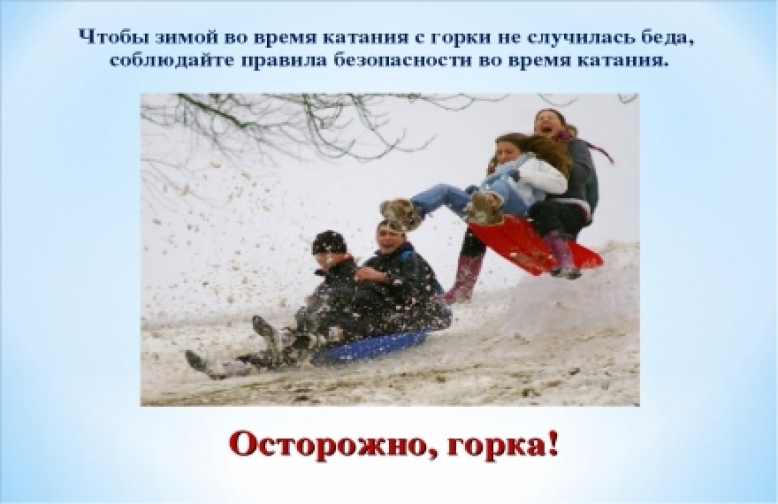 Чтобы зимой во время катания с горки не случилась беда,
соблюдайте правила безопасности во время катания.
Осторожно, горка!